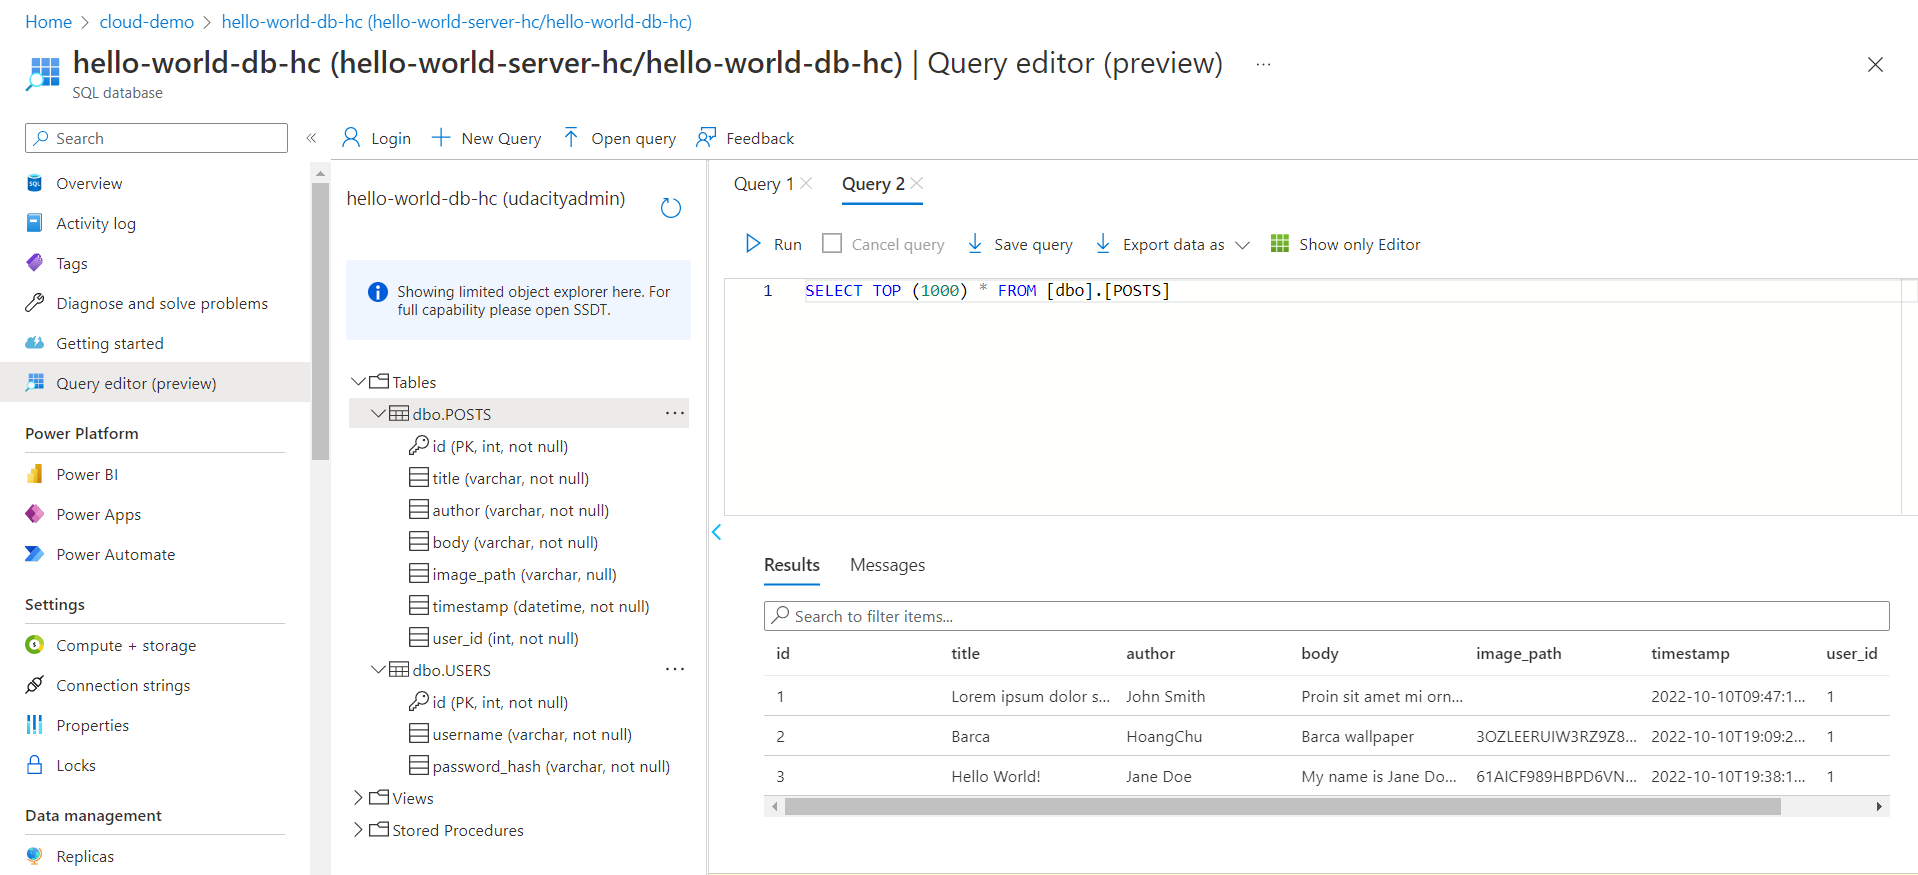 Home > cloud-demo > hello-world-db-hc (hello-world-server-hc/hello-world-db-hc)
hello-world-db-hc (hello-world-server-hc/hello-world-db-hc) | Query editor (preview) ...
SQL database
Search
«
Overview
Activity log
Tags
Diagnose and solve problems
Getting started
Query editor (preview)
Power Platform
Power BI
Power Apps
Power Automate
Settings
Compute + storage
Connection strings
Properties
Locks
Data management
Replicas
Login New Query Open query Feedback
hello-world-db-hc (udacityadmin)
Showing limited object explorer here. For
full capability please open SSDT.
Tables
dbo.POSTS ...
id (PK, int, not null)
title (varchar, not null)
author (varchar, not null)
body (varchar, not null)
image_path (varchar, null)
timestamp (datetime, not null)
user_id (int, not null)
dbo.USERS ...
id (PK, int, not null)
username (varchar, not null)
password_hash (varchar, not null)
Views
Stored Procedures
Query 1 Query 2
Run Cancel query Save query Export data as Show only Editor
1 SELECT TOP (1000) * FROM [dbo].[POSTS]
Results Messages
Search to filter items...
id title author body image_path timestamp user_id
1 Lorem ipsum dolor s... John Smith Proin sit amet mi orn... 2022-10-10T09:47:1... 1
2 Barca HoangChu Barca wallpaper 3OZLEERUIW3RZ9Z8... 2022-10-10T19:09:2... 1
3 Hello World! Jane Doe My name is Jane Do... 61AICF989HBPD6VN... 2022-10-10T19:38:1... 1